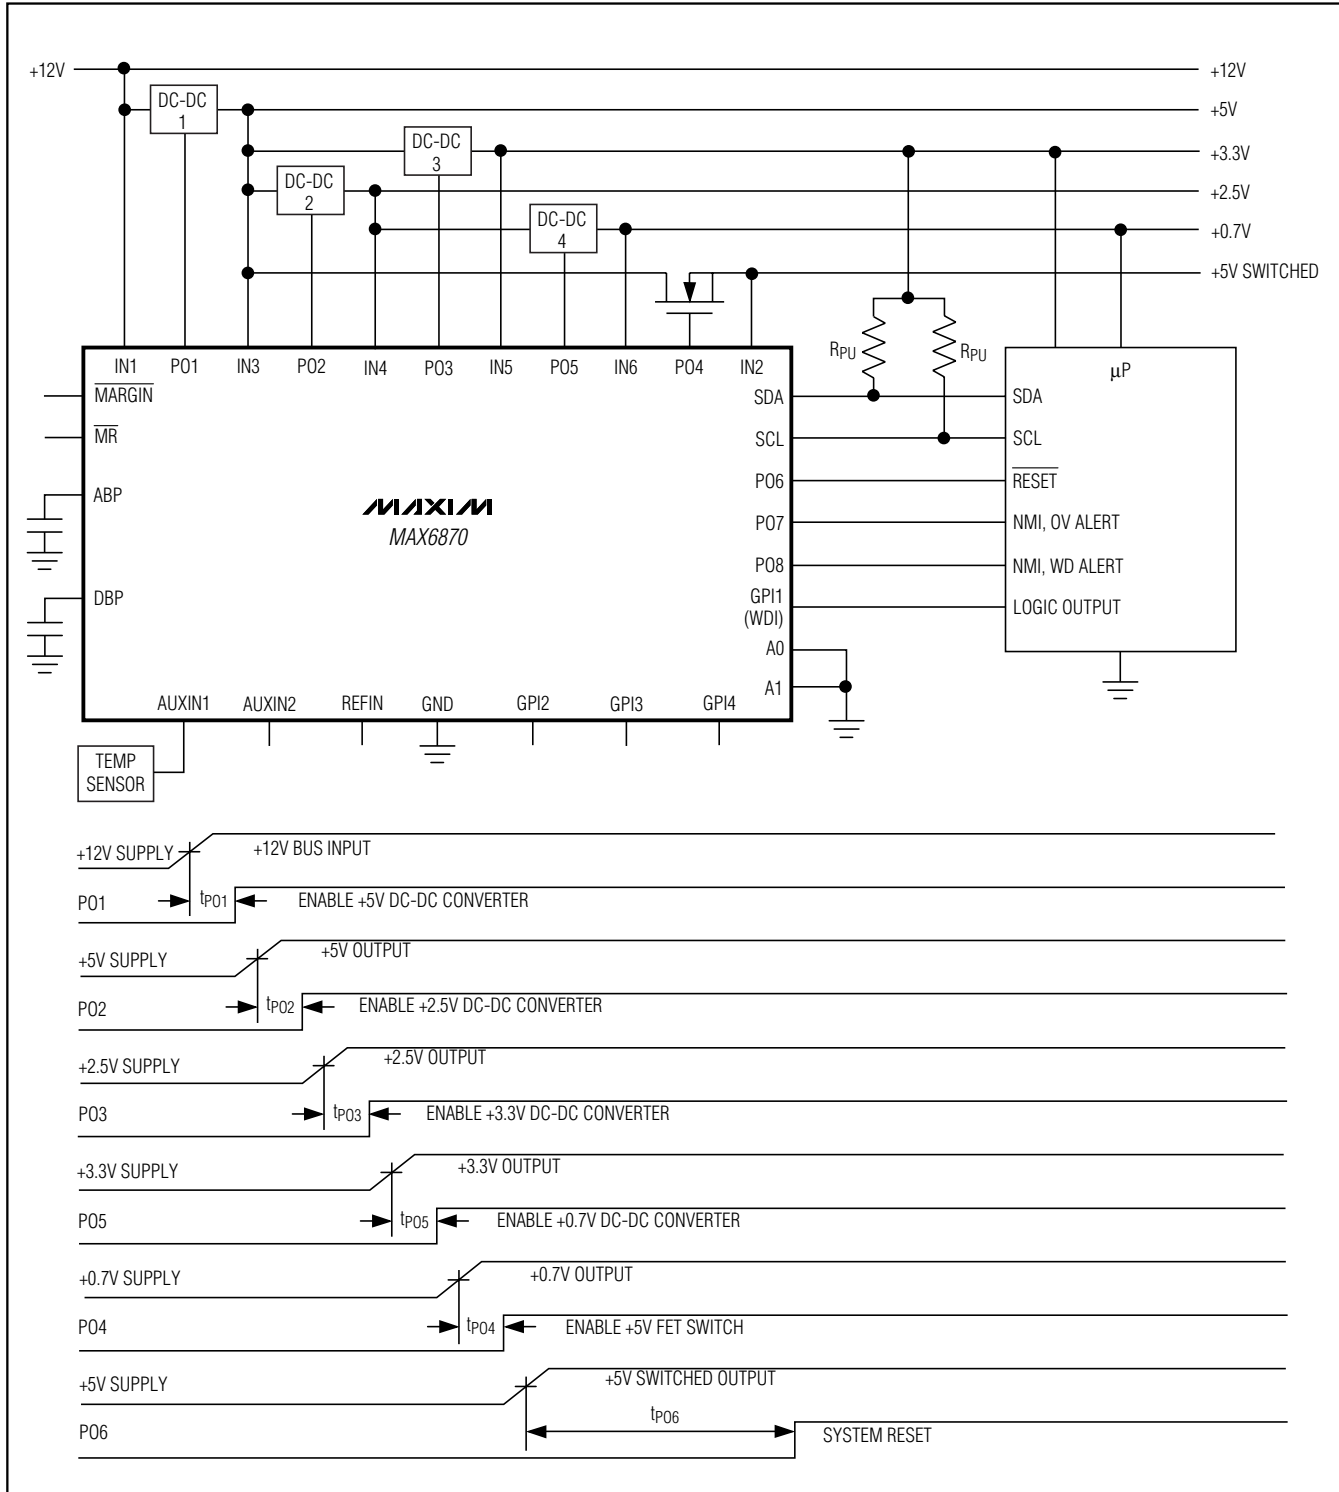 +12V
+12V
DC-DC
1
+5V
DC-DC
3
+3.3V
DC-DC
2
+2.5V
DC-DC
4
+0.7V
+5V SWITCHED
RPU
RPU
IN1 PO1 IN3 PO2 IN4 PO3 IN5 PO5 IN6 PO4 IN2
µP
MARGIN
SDA
SDA
MR
SCL
SCL
ABP
MAXIM
MAX6870
PO6
RESET
PO7
NMI, OV ALERT
PO8
NMI, WD ALERT
DBP
GPI1
(WDI)
LOGIC OUTPUT
A0
A1
AUXIN1 AUXIN2 REFIN GND GPI2 GPI3 GPI4
TEMP
SENSOR
+12V SUPPLY
+12V BUS INPUT
PO1
tPO1
ENABLE +5V DC-DC CONVERTER
+5V SUPPLY
+5V OUTPUT
PO2
tPO2
ENABLE +2.5V DC-DC CONVERTER
+2.5V SUPPLY
+2.5V OUTPUT
PO3
tPO3
ENABLE +3.3V DC-DC CONVERTER
+3.3V SUPPLY
+3.3V OUTPUT
PO5
tPO5
ENABLE +0.7V DC-DC CONVERTER
+0.7V SUPPLY
+0.7V OUTPUT
PO4
tPO4
ENABLE +5V FET SWITCH
+5V SUPPLY
+5V SWITCHED OUTPUT
PO6
tPO6
SYSTEM RESET